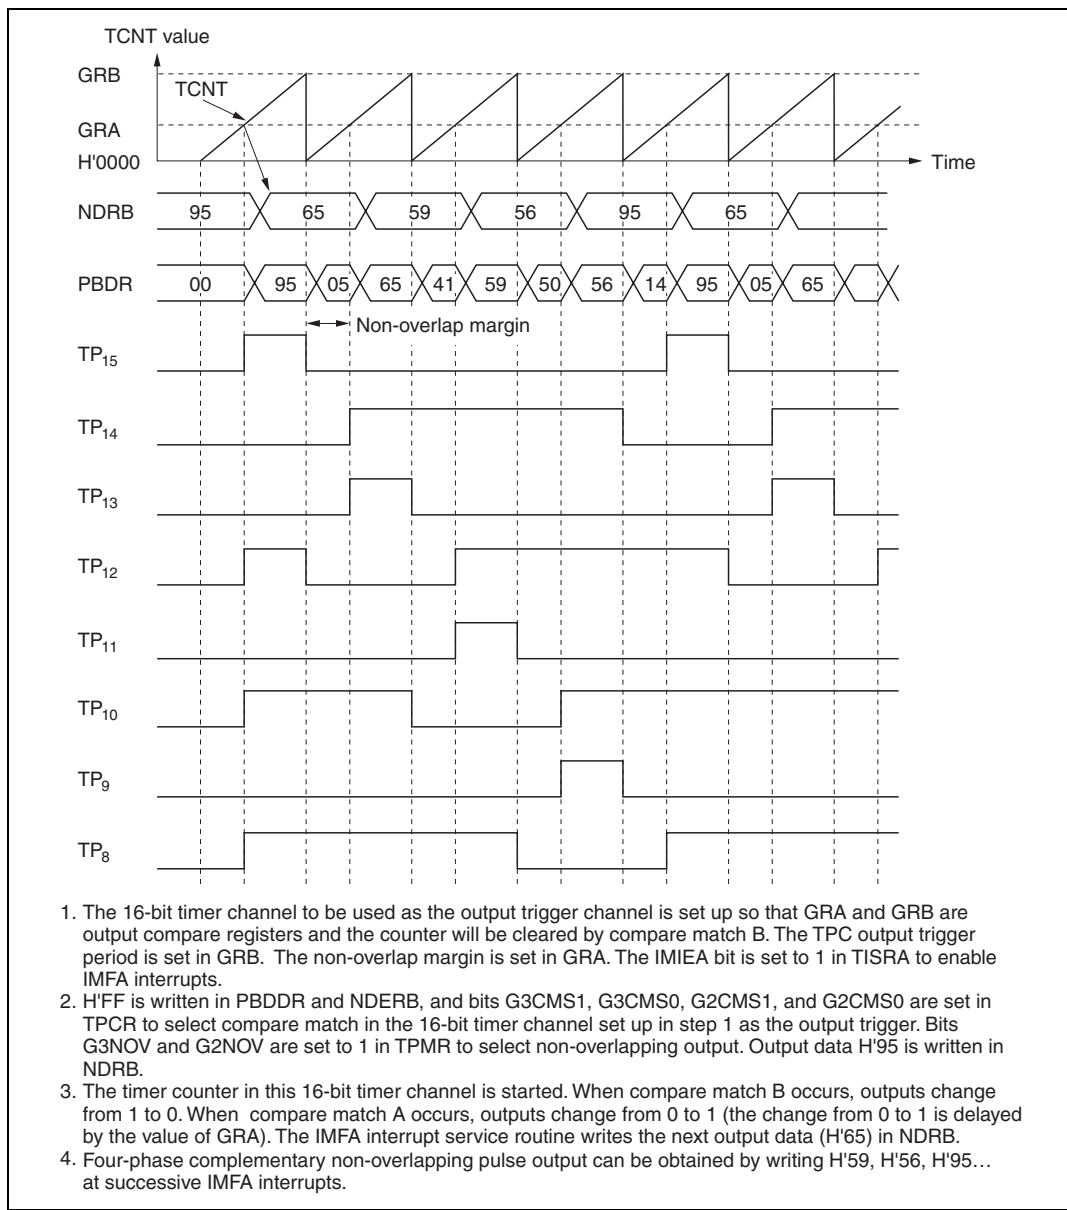 TCNT value
GRB
TCNT
GRA
H'0000
Time
NDRB 95 65 59 56 95 65
PBDR 00 95 05 65 41 59 50 56 14 95 05 65
Non-overlap margin
TP15
TP14
TP13
TP12
TP11
TP10
TP9
TP8
1. The 16-bit timer channel to be used as the output trigger channel is set up so that GRA and GRB are
output compare registers and the counter will be cleared by compare match B. The TPC output trigger
period is set in GRB. The non-overlap margin is set in GRA. The IMIEA bit is set to 1 in TISRA to enable
IMFA interrupts.
2. H'FF is written in PBDDR and NDERB, and bits G3CMS1, G3CMS0, G2CMS1, and G2CMS0 are set in
TPCR to select compare match in the 16-bit timer channel set up in step 1 as the output trigger. Bits
G3NOV and G2NOV are set to 1 in TPMR to select non-overlapping output. Output data H'95 is written in
NDRB.
3. The timer counter in this 16-bit timer channel is started. When compare match B occurs, outputs change
from 1 to 0. When compare match A occurs, outputs change from 0 to 1 (the change from 0 to 1 is delayed
by the value of GRA). The IMFA interrupt service routine writes the next output data (H'65) in NDRB.
4. Four-phase complementary non-overlapping pulse output can be obtained by writing H'59, H'56, H'95…
at successive IMFA interrupts.